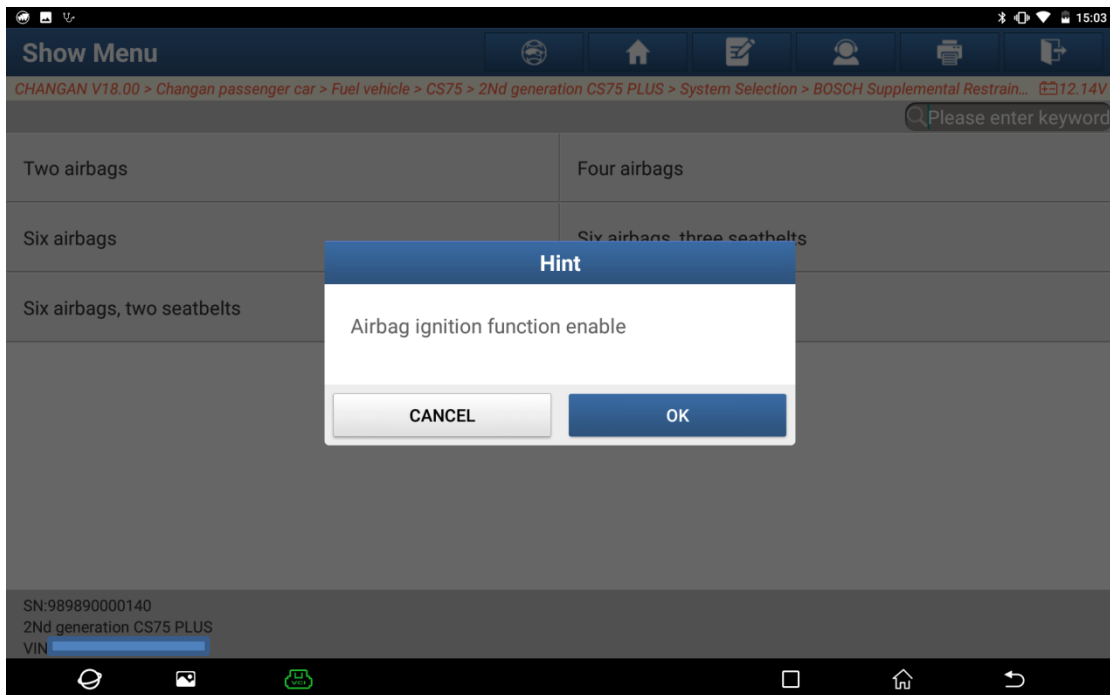 15:03
Show Menu
CHANGAN V18.00 > Changan passenger car > Fuel vehicle > CS75 > 2Nd generation CS75 PLUS > System Selection > BOSCH Supplemental Restrain... 12.14V
Please enter keyword
Two airbags
Four airbags
Six airbags
Six airbags, three seatbelts
Six airbags, two seatbelts
Hint
Airbag ignition function enable
CANCEL
OK
SN:989890000140
2Nd generation CS75 PLUS
VIN
VCI